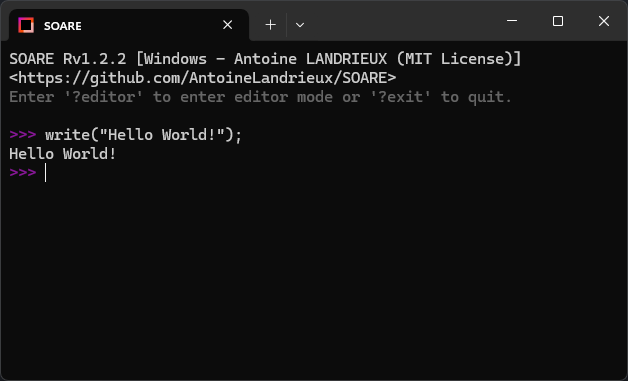 SOARE
SOARE Rv1.2.2 [Windows - Antoine LANDRIEUX (MIT License)]
<https://github.com/AntoineLandrieux/SOARE>
Enter '?editor' to enter editor mode or '?exit' to quit.
>>> write("Hello World!");
Hello World!
>>>